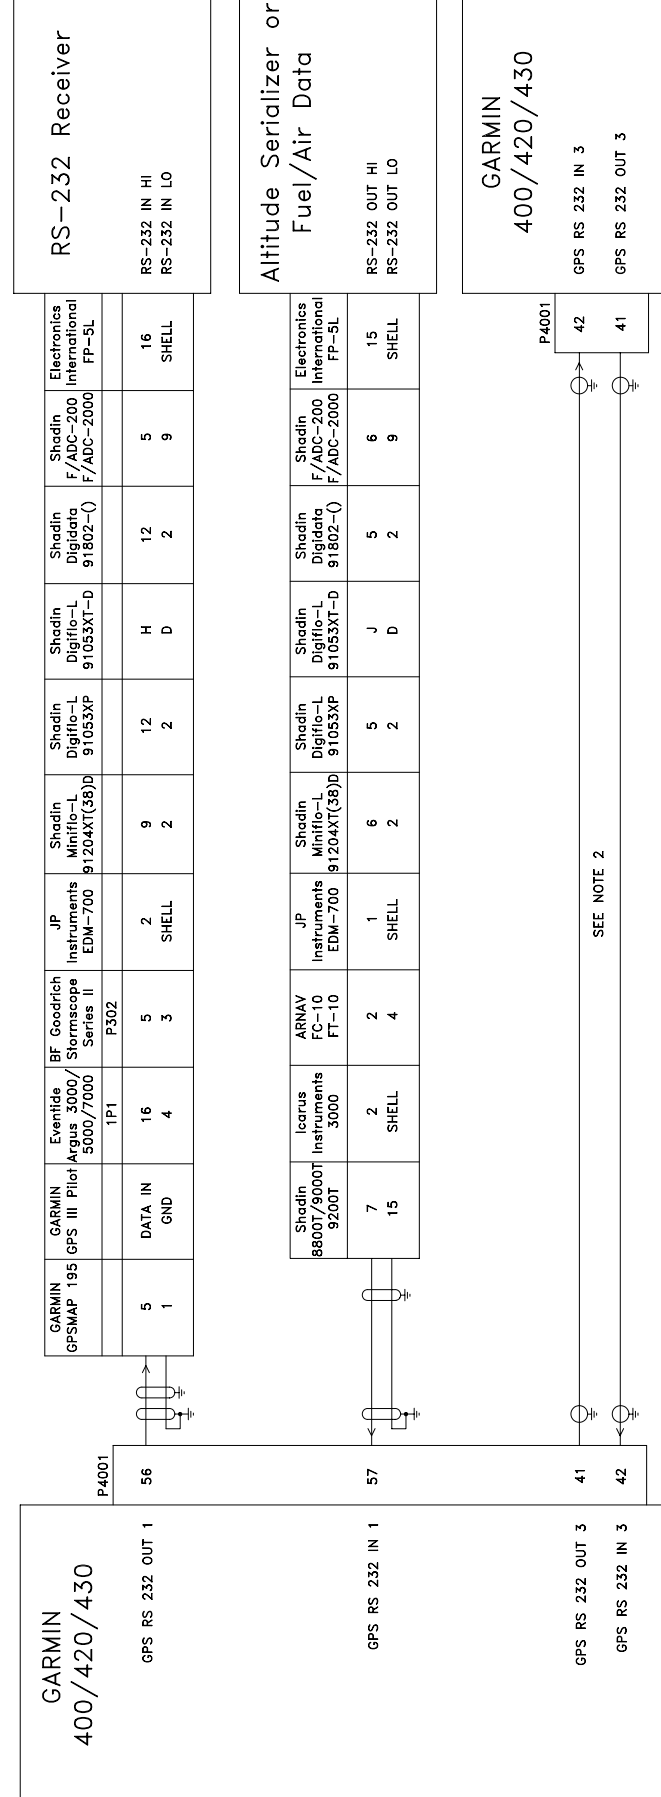 GARMIN
400/420/430
P4001
GPS RS 232 OUT 1
56
GPS RS 232 IN 1
57
GPS RS 232 OUT 3
41
GPS RS 232 IN 3
42
GARMIN
GPSMAP 195
5
1
GARMIN
GPS III Pilot
DATA IN
GND
Eventide
Argus 3000/
5000/7000
1P1
16
4
BF Goodrich
Stormscope
Series II
P302
5
3
JP
Instruments
EDM-700
2
SHELL
Shadin
Miniflo-L
91204XT(38)D
9
2
Shadin
Digiflo-L
91053XP
12
2
Shadin
Digiflo-L
91053XT-D
H
D
Shadin
Digidata
91802-()
12
2
Shadin
F/ADC-200
F/ADC-2000
5
9
Electronics
International
FP-5L
16
SHELL
RS-232 Receiver
RS-232 IN HI
RS-232 IN LO
Shadin
8800T/9000T
9200T
7
15
Icarus
Instruments
3000
2
SHELL
ARNAV
FC-10
FT-10
2
4
JP
Instruments
EDM-700
1
SHELL
Shadin
Miniflo-L
91204XT(38)D
6
2
Shadin
Digiflo-L
91053XP
5
2
Shadin
Digiflo-L
91053XT-D
J
D
Shadin
Digidata
91802-()
5
2
Shadin
F/ADC-200
F/ADC-2000
6
9
Electronics
International
FP-5L
15
SHELL
Altitude Serializer or
Fuel/Air Data
RS-232 OUT HI
RS-232 OUT LO
SEE NOTE 2
P4001
42
41
GARMIN
400/420/430
GPS RS 232 IN 3
GPS RS 232 OUT 3